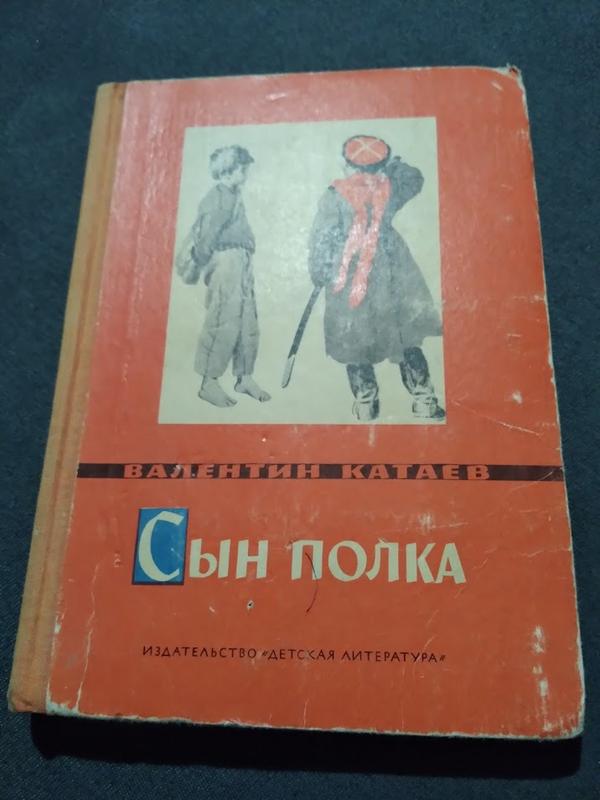 ВАЛЕНТИН КАТАЕВ
СЫН ПОЛКА
ИЗДАТЕЛЬСТВО «ДЕТСКАЯ ЛИТЕРАТУРА»